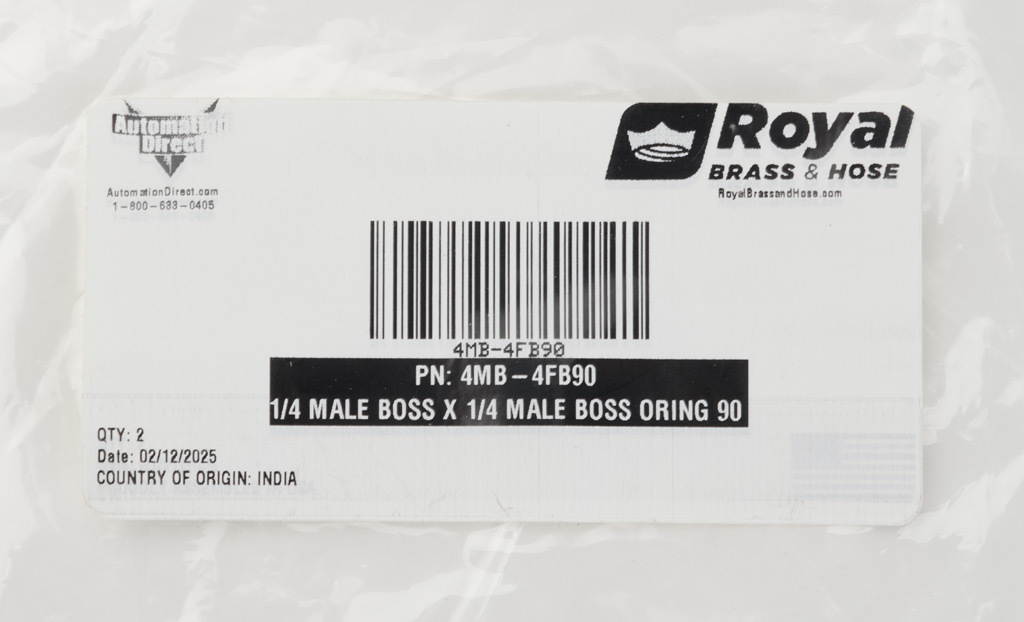 Automation
Direct
AutomationDirect.com
1-800-633-0405
Royal
BRASS & HOSE
RoyalBrassandHose.com
4MB-4FB90
PN: 4MB-4FB90
1/4 MALE BOSS X 1/4 MALE BOSS ORING 90
QTY: 2
Date: 02/12/2025
COUNTRY OF ORIGIN: INDIA